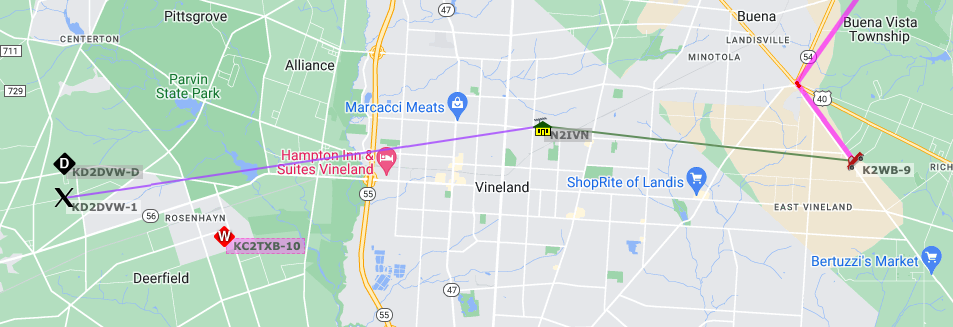 Pittsgrove
47
Buena
Buena Vista
Township
CENTERTON
LANDISVILLE
711
54
MINOTOLA
Alliance
Parvin
State Park
729
40
Marcacci Meats
N2IVN
Hampton Inn &
Suites Vineland
D
KD2DVW-D
K2WB-9
RICH
Vineland
ShopRite of Landis
55
X
KD2DVW-1
56
ROSENHAYN
EAST VINELAND
W
KC2TXB-10
Deerfield
Bertuzzi's Market
47
55